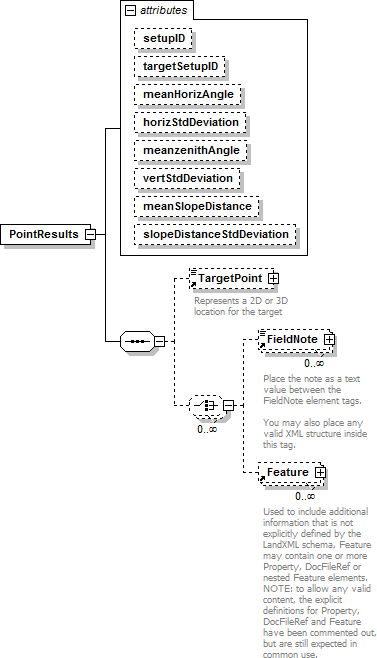 attributes
setupID
targetSetupID
meanHorizAngle
horizStdDeviation
meanzenithAngle
vertStdDeviation
meanSlopeDistance
slopeDistanceStdDeviation
PointResults
TargetPoint
Represents a 2D or 3D
location for the target
FieldNote
0..∞
Place the note as a text
value between the
FieldNote element tags.
You may also place any
valid XML structure inside
this tag.
0..∞
Feature
0..∞
Used to include additional
information that is not
explicitly defined by the
LandXML schema, Feature
may contain one or more
Property, DocFileRef or
nested Feature elements.
NOTE: to allow any valid
content, the explicit
definitions for Property,
DocFileRef and Feature
have been commented out,
but are still expected in
common use.